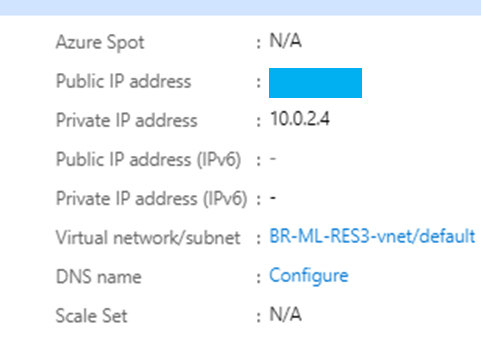 Azure Spot : N/A
Public IP address :
Private IP address : 10.0.2.4
Public IP address (IPv6) : -
Private IP address (IPv6) : -
Virtual network/subnet : BR-ML-RES3-vnet/default
DNS name : Configure
Scale Set : N/A